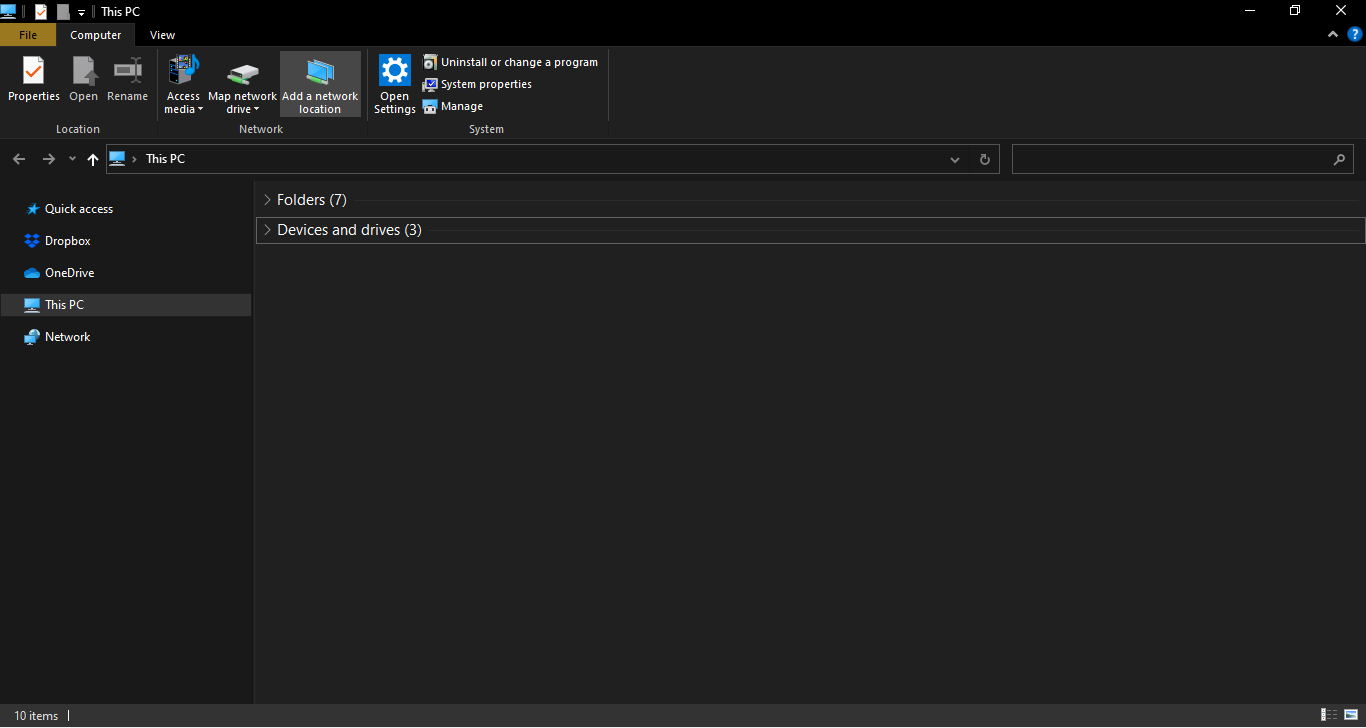 This PC
File Computer View
Properties Open Rename Access media Map network drive Add a network location Open Settings
Uninstall or change a program
System properties
Manage
Location Network System
This PC
Quick access
Dropbox
OneDrive
This PC
Network
Folders (7)
Devices and drives (3)
10 items